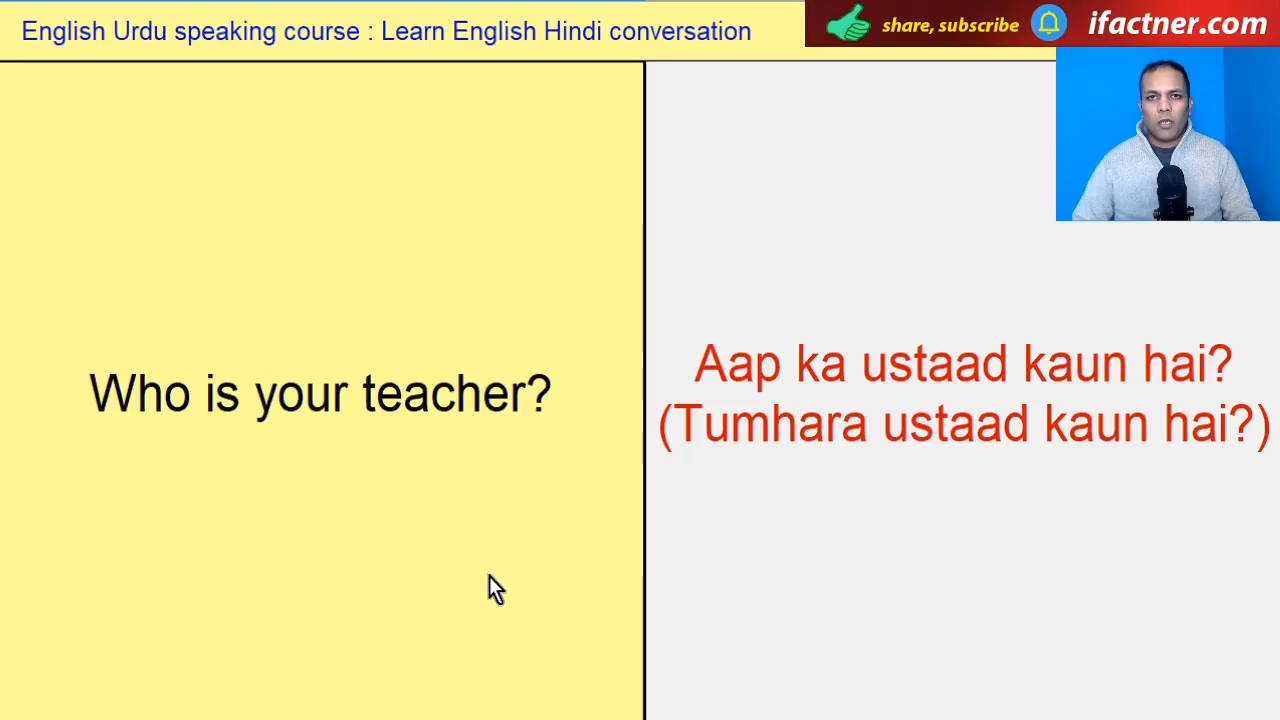 English Urdu speaking course : Learn English Hindi conversation
share, subscribe
ifactner.com
Who is your teacher?
Aap ka ustaad kaun hai?
(Tumhara ustaad kaun hai?)